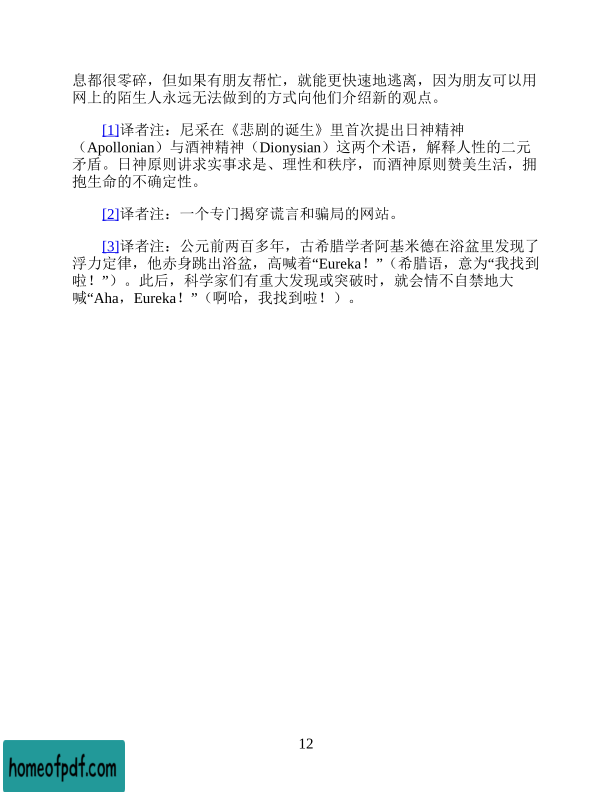 息都很零碎，但如果有朋友帮忙，就能更快速地逃离，因为朋友可以用
网上的陌生人永远无法做到的方式向他们介绍新的观点。
[1]译者注：尼采在《悲剧的诞生》里首次提出日神精神
（Apollonian）与酒神精神（Dionysian）这两个术语，解释人性的二元
矛盾。日神原则讲求实事求是、理性和秩序，而酒神原则赞美生活，拥
抱生命的不确定性。
[2]译者注：一个专门揭穿谎言和骗局的网站。
[3]译者注：公元前两百多年，古希腊学者阿基米德在浴盆里发现了
浮力定律，他赤身跳出浴盆，高喊着“Eureka！”（希腊语，意为“我找到
啦！”）。此后，科学家们有重大发现或突破时，就会情不自禁地大
喊“Aha，Eureka！”（啊哈，我找到啦！）。
12
homeofpdf.com